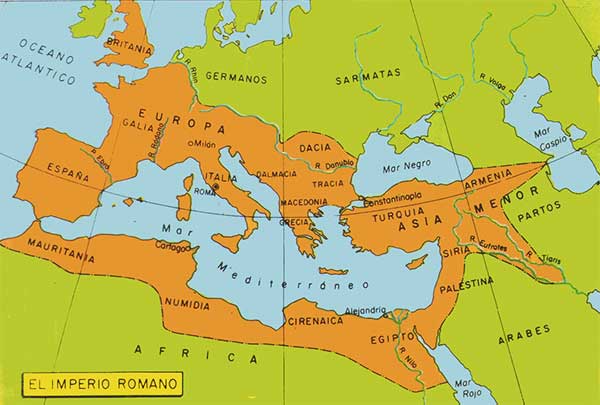 OCEANO
ATLANTICO
BRITANIA
R. Rhin
GERMANOS
SARMATAS
R. Don
R. Volga
Mar
Caspio
EUROPA
GALIA
R. Rodano
Milón
DACIA
R. Danubio
Mar Negro
ESPAÑA
R. Ebro
ITALIA
ROMA
DALMACIA
TRACIA
MACEDONIA
GRECIA
Constantinopla
TURQUIA
ASIA MENOR
ARMENIA
PARTOS
Mar
Mediterráneo
Cartago
MAURITANIA
NUMIDIA
CIRENAICA
Alejandría
EGIPTO
R. Nilo
SIRIA
R. Eufrates
R. Tigris
PALESTINA
ARABES
Mar
Rojo
AFRICA
EL IMPERIO ROMANO